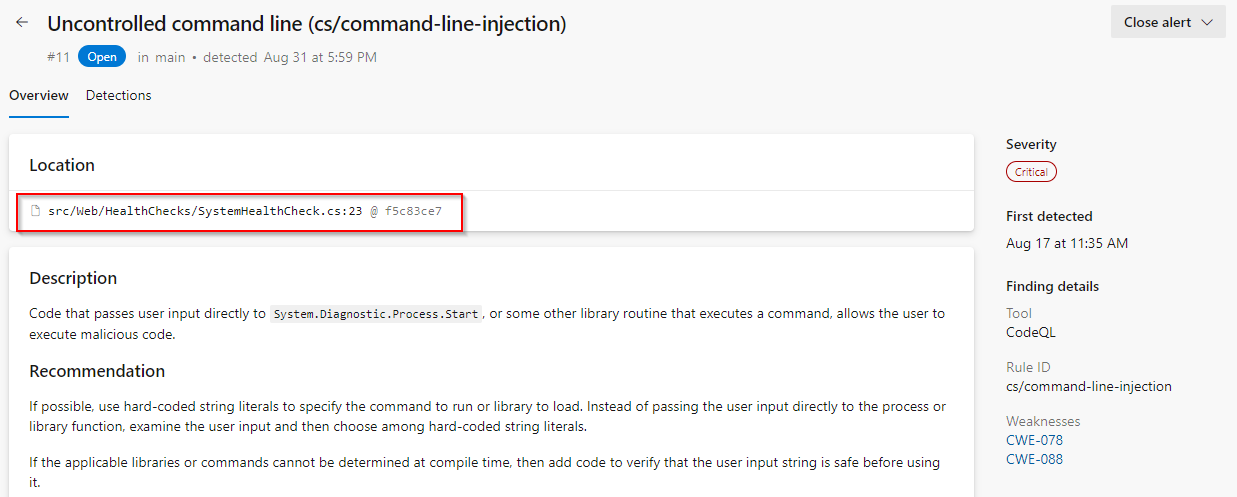 Uncontrolled command line (cs/command-line-injection)
Close alert
#11 Open in main • detected Aug 31 at 5:59 PM
Overview Detections
Location
src/Web/HealthChecks/SystemHealthCheck.cs:23 @ f5c83ce7
Description
Code that passes user input directly to System.Diagnostic.Process.Start, or some other library routine that executes a command, allows the user to
execute malicious code.
Recommendation
If possible, use hard-coded string literals to specify the command to run or library to load. Instead of passing the user input directly to the process or
library function, examine the user input and then choose among hard-coded string literals.
If the applicable libraries or commands cannot be determined at compile time, then add code to verify that the user input string is safe before using
it.
Severity
Critical
First detected
Aug 17 at 11:35 AM
Finding details
Tool
CodeQL
Rule ID
cs/command-line-injection
Weaknesses
CWE-078
CWE-088